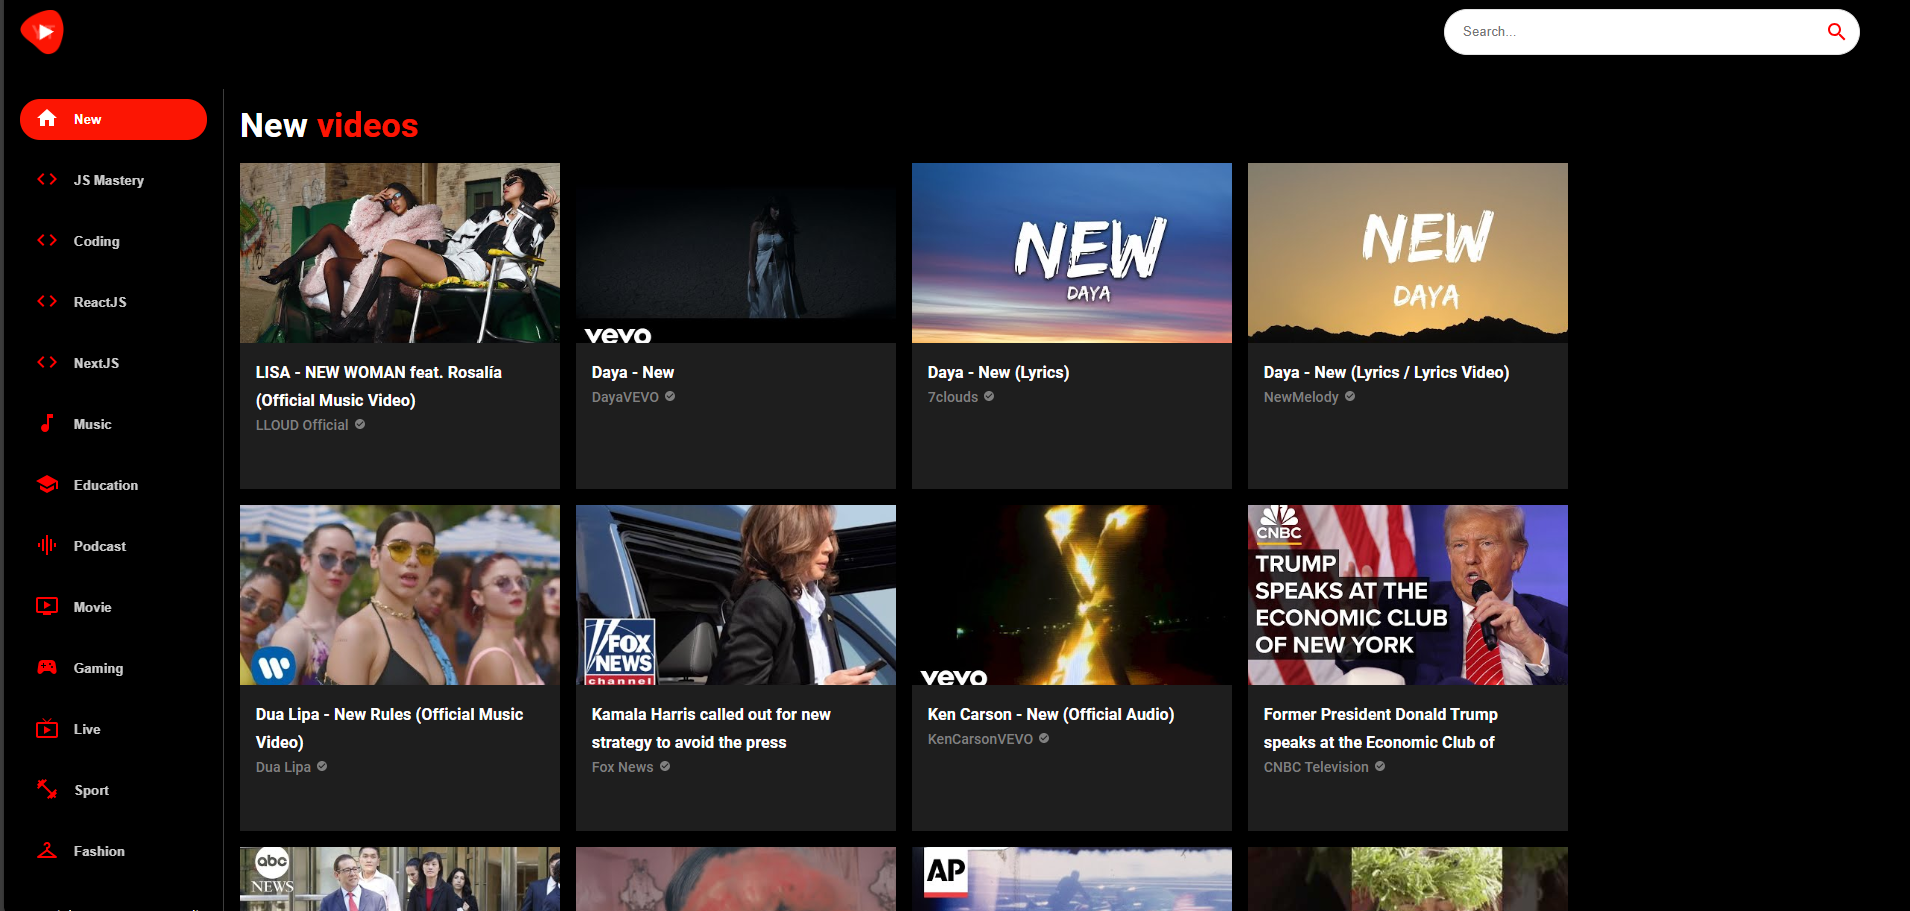 Search...
New
JS Mastery
Coding
ReactJS
NextJS
Music
Education
Podcast
Movie
Gaming
Live
Sport
Fashion
New videos
vevo
NEW
DAYA
NEW
DAYA
LISA - NEW WOMAN feat. Rosalía
(Official Music Video)
LLOUD Official
Daya - New
DayaVEVO
Daya - New (Lyrics)
7clouds
Daya - New (Lyrics / Lyrics Video)
NewMelody
FOX
NEWS
channel
vevo
CNBC
TRUMP
SPEAKS AT THE
ECONOMIC CLUB
OF NEW YORK
Dua Lipa - New Rules (Official Music
Video)
Dua Lipa
Kamala Harris called out for new
strategy to avoid the press
Fox News
Ken Carson - New (Official Audio)
KenCarsonVEVO
Former President Donald Trump
speaks at the Economic Club of
CNBC Television
abc
NEWS
AP